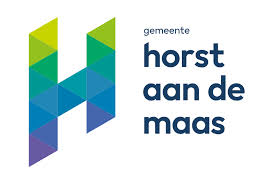 gemeente
horst
aan de
maas